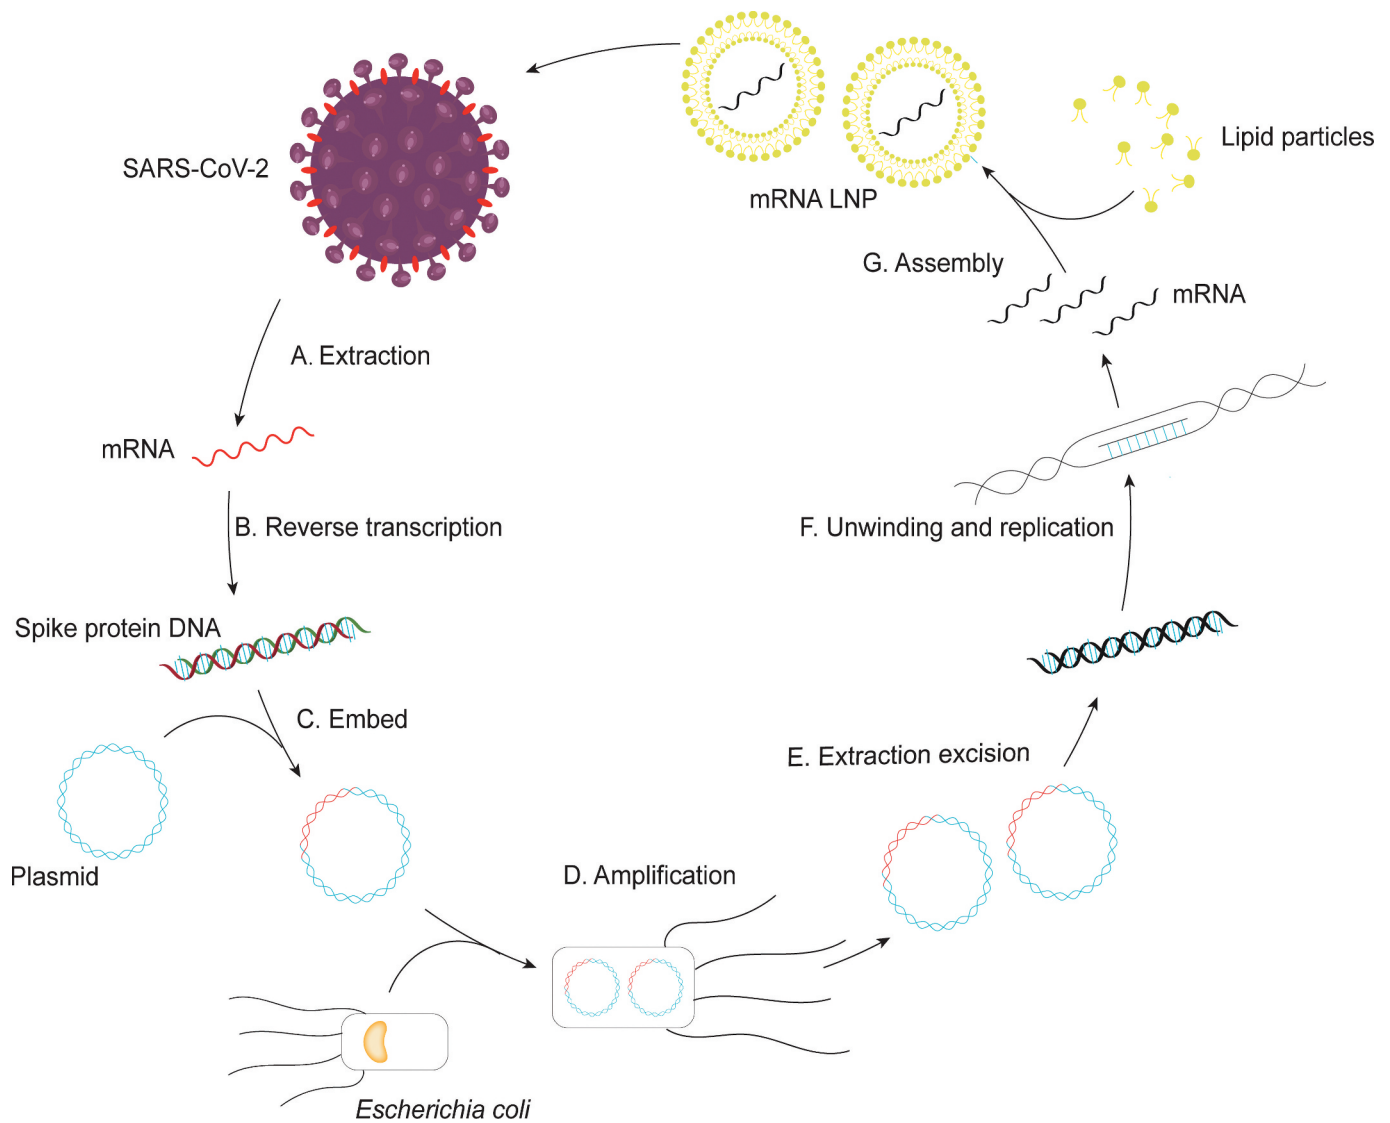 SARS-CoV-2
mRNA LNP
Lipid particles
G. Assembly
mRNA
A. Extraction
mRNA
B. Reverse transcription
F. Unwinding and replication
Spike protein DNA
C. Embed
E. Extraction excision
Plasmid
D. Amplification
Escherichia coli